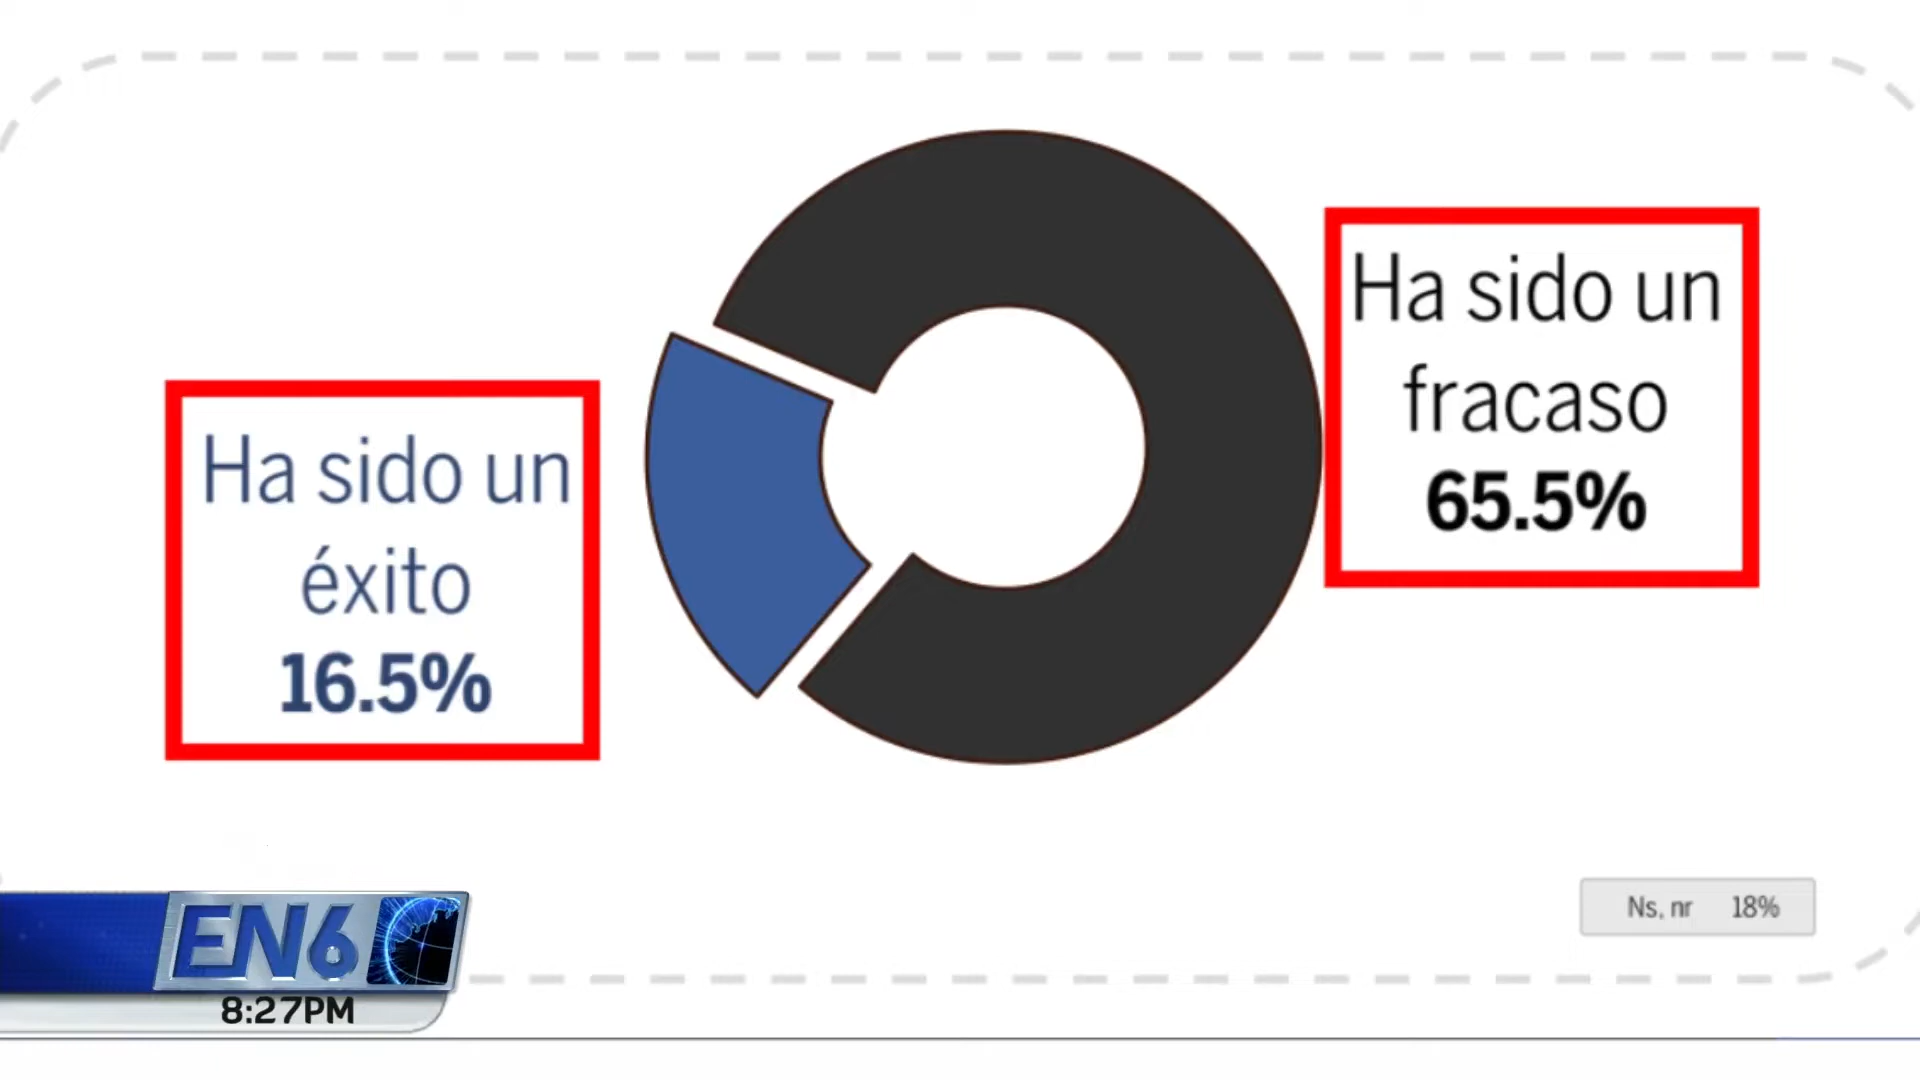 Ha sido un
fracaso
65.5%
Ha sido un
éxito
16.5%
Ns, nr 18%
EN6
8:27PM